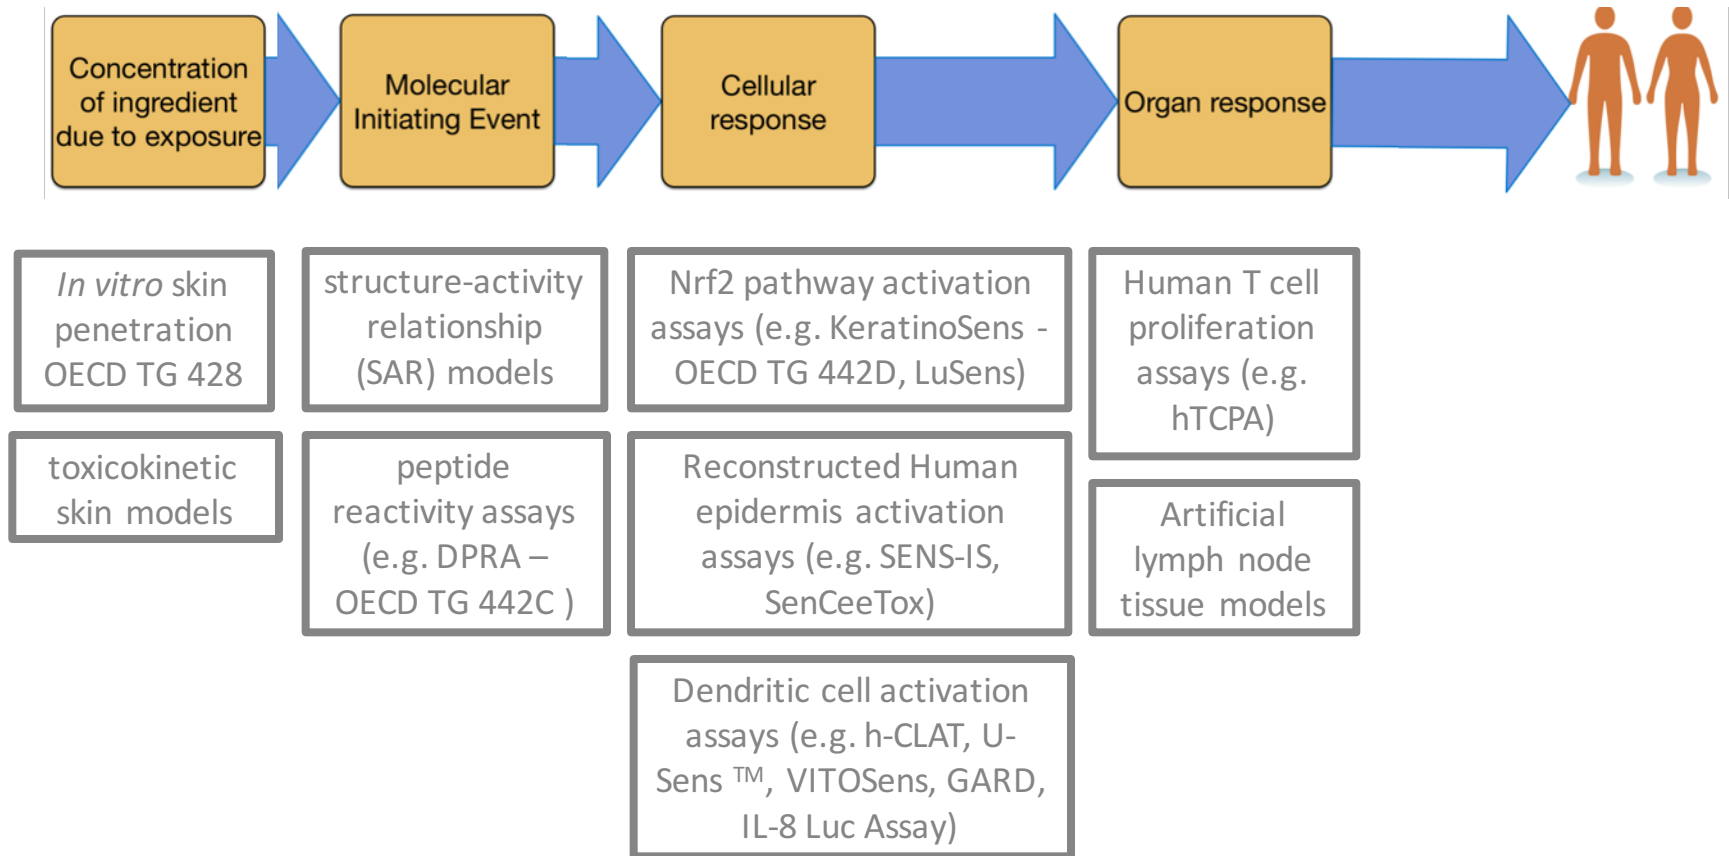 Concentration
of ingredient
due to exposure
Molecular
Initiating Event
Cellular
response
Organ response
In vitro skin
penetration
OECD TG 428
toxicokinetic
skin models
structure-activity
relationship
(SAR) models
peptide
reactivity assays
(e.g. DPRA –
OECD TG 442C )
Nrf2 pathway activation
assays (e.g. KeratinoSens -
OECD TG 442D, LuSens)
Reconstructed Human
epidermis activation
assays (e.g. SENS-IS,
SenCeeTox)
Dendritic cell activation
assays (e.g. h-CLAT, U-
Sens ™, VITOSens, GARD,
IL-8 Luc Assay)
Human T cell
proliferation
assays (e.g.
hTCPA)
Artificial
lymph node
tissue models